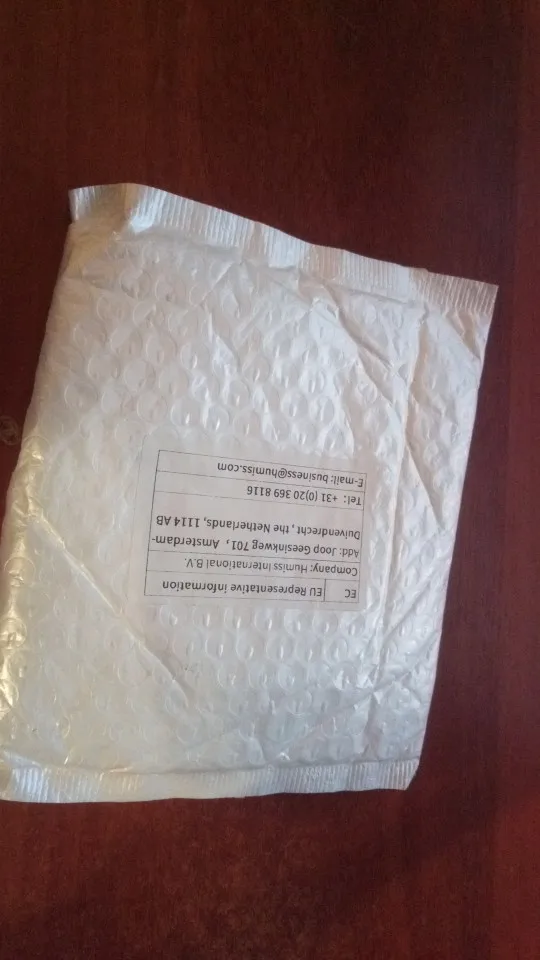 EC EU Representative information
Company: Humiss International B.V.
Add: Joop Geesinkweg 701, Amsterdam-
Duivendrecht , the Netherlands, 1114 AB
Tel: +31 (0)20 369 8116
E-mail: business@humiss.com